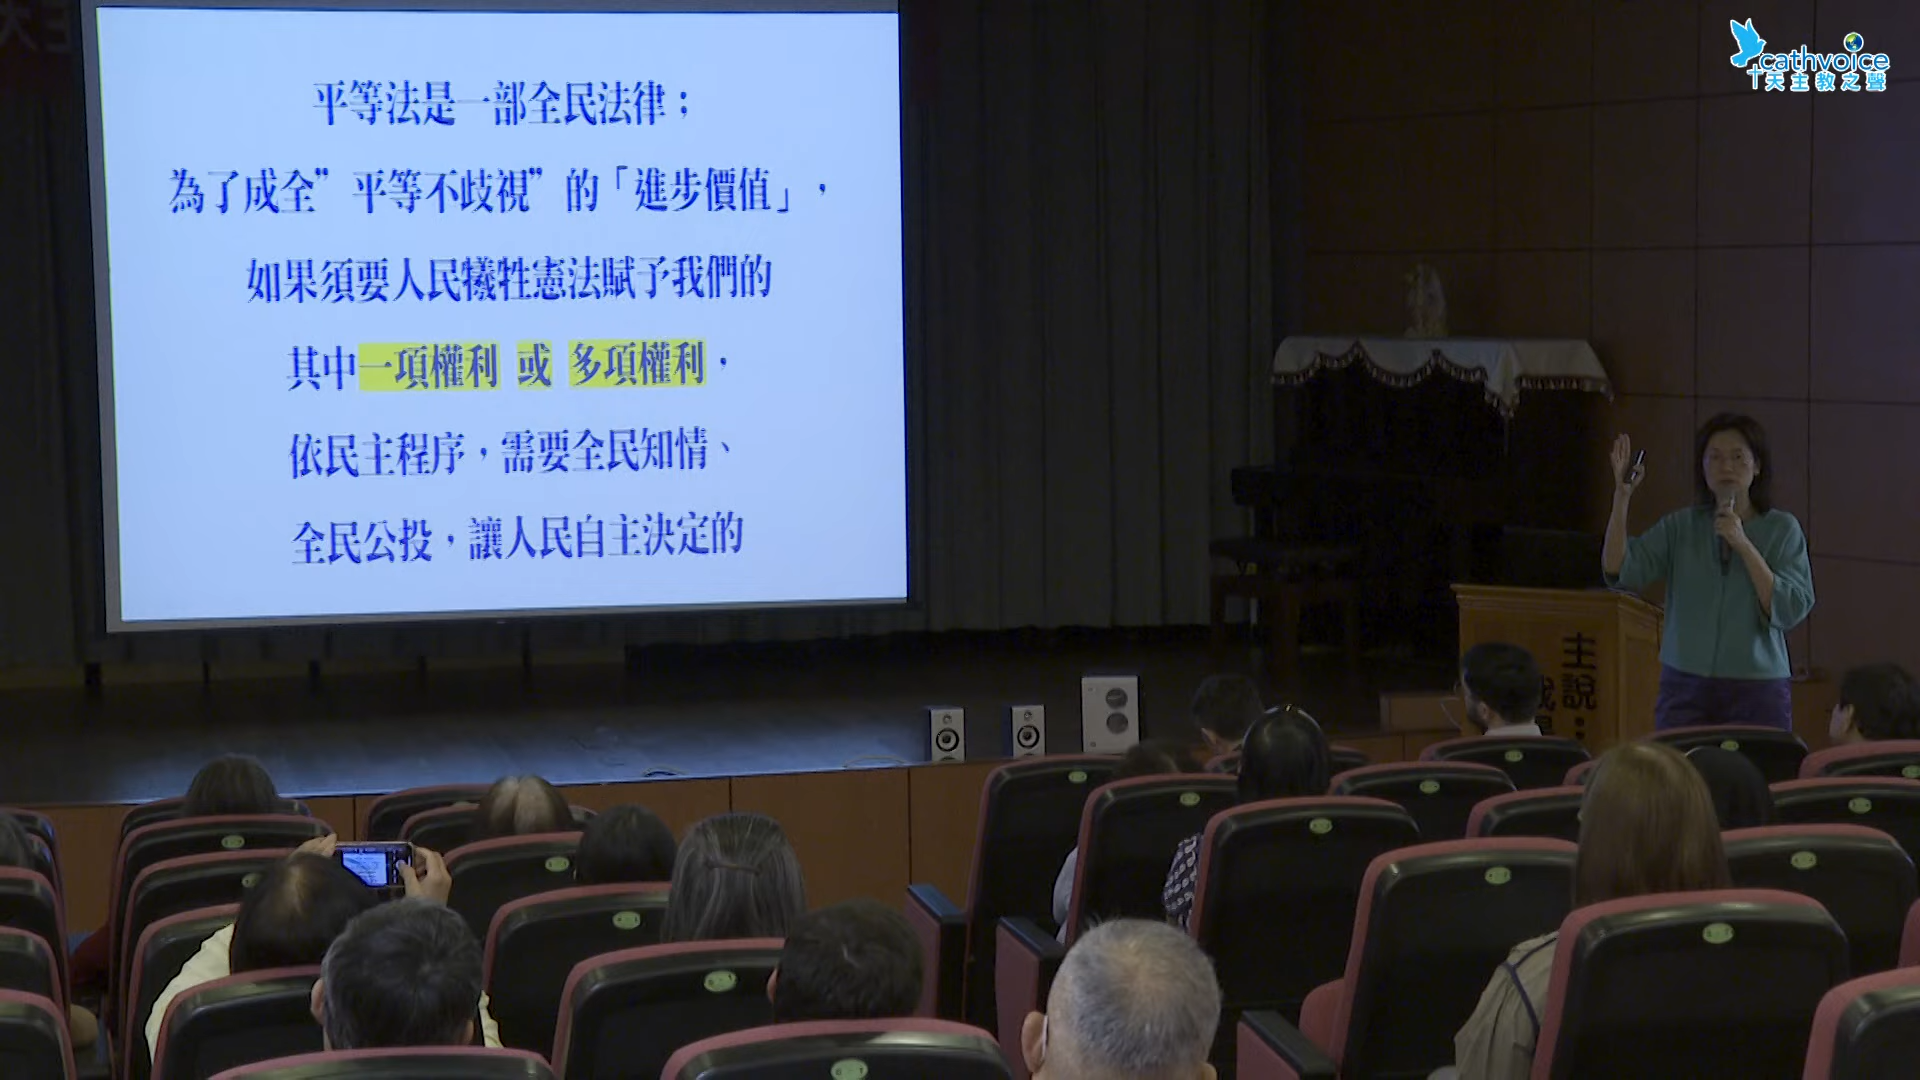 平等法是一部全民法律；
為了成全”平等不歧視”的「進步價值」，
如果須要人民犧牲憲法賦予我們的
其中一項權利 或 多項權利，
依民主程序，需要全民知情、
全民公投，讓人民自主決定的
cathvoice
天主教之聲
主說：
我